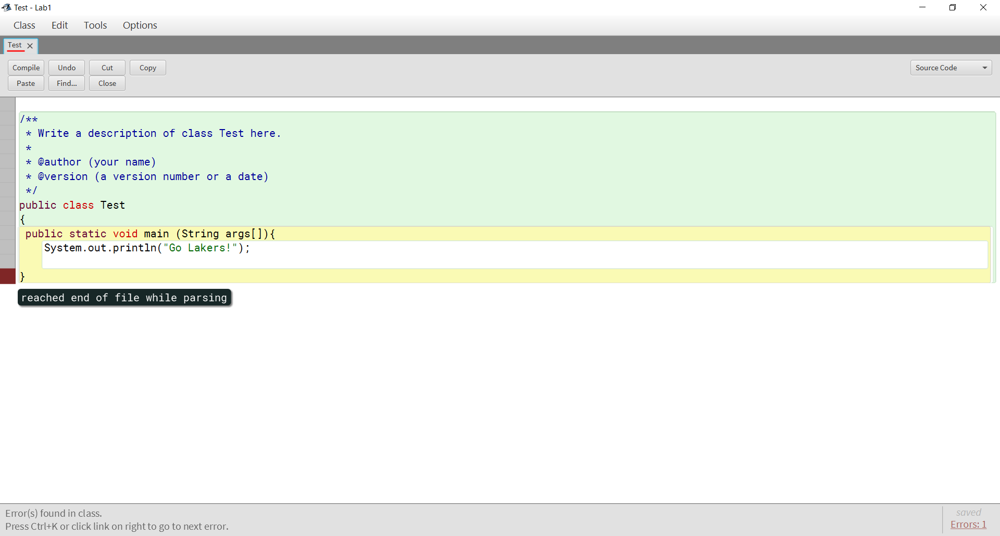 Test - Lab1
Class Edit Tools Options
Test
Compile Undo Cut Copy Source Code
Paste Find... Close
/**
* Write a description of class Test here.
*
* @author (your name)
* @version (a version number or a date)
*/
public class Test
{
public static void main (String args[]){
System.out.println("Go Lakers!");
}
reached end of file while parsing
Error(s) found in class.
Press Ctrl+K or click link on right to go to next error.
saved
Errors: 1